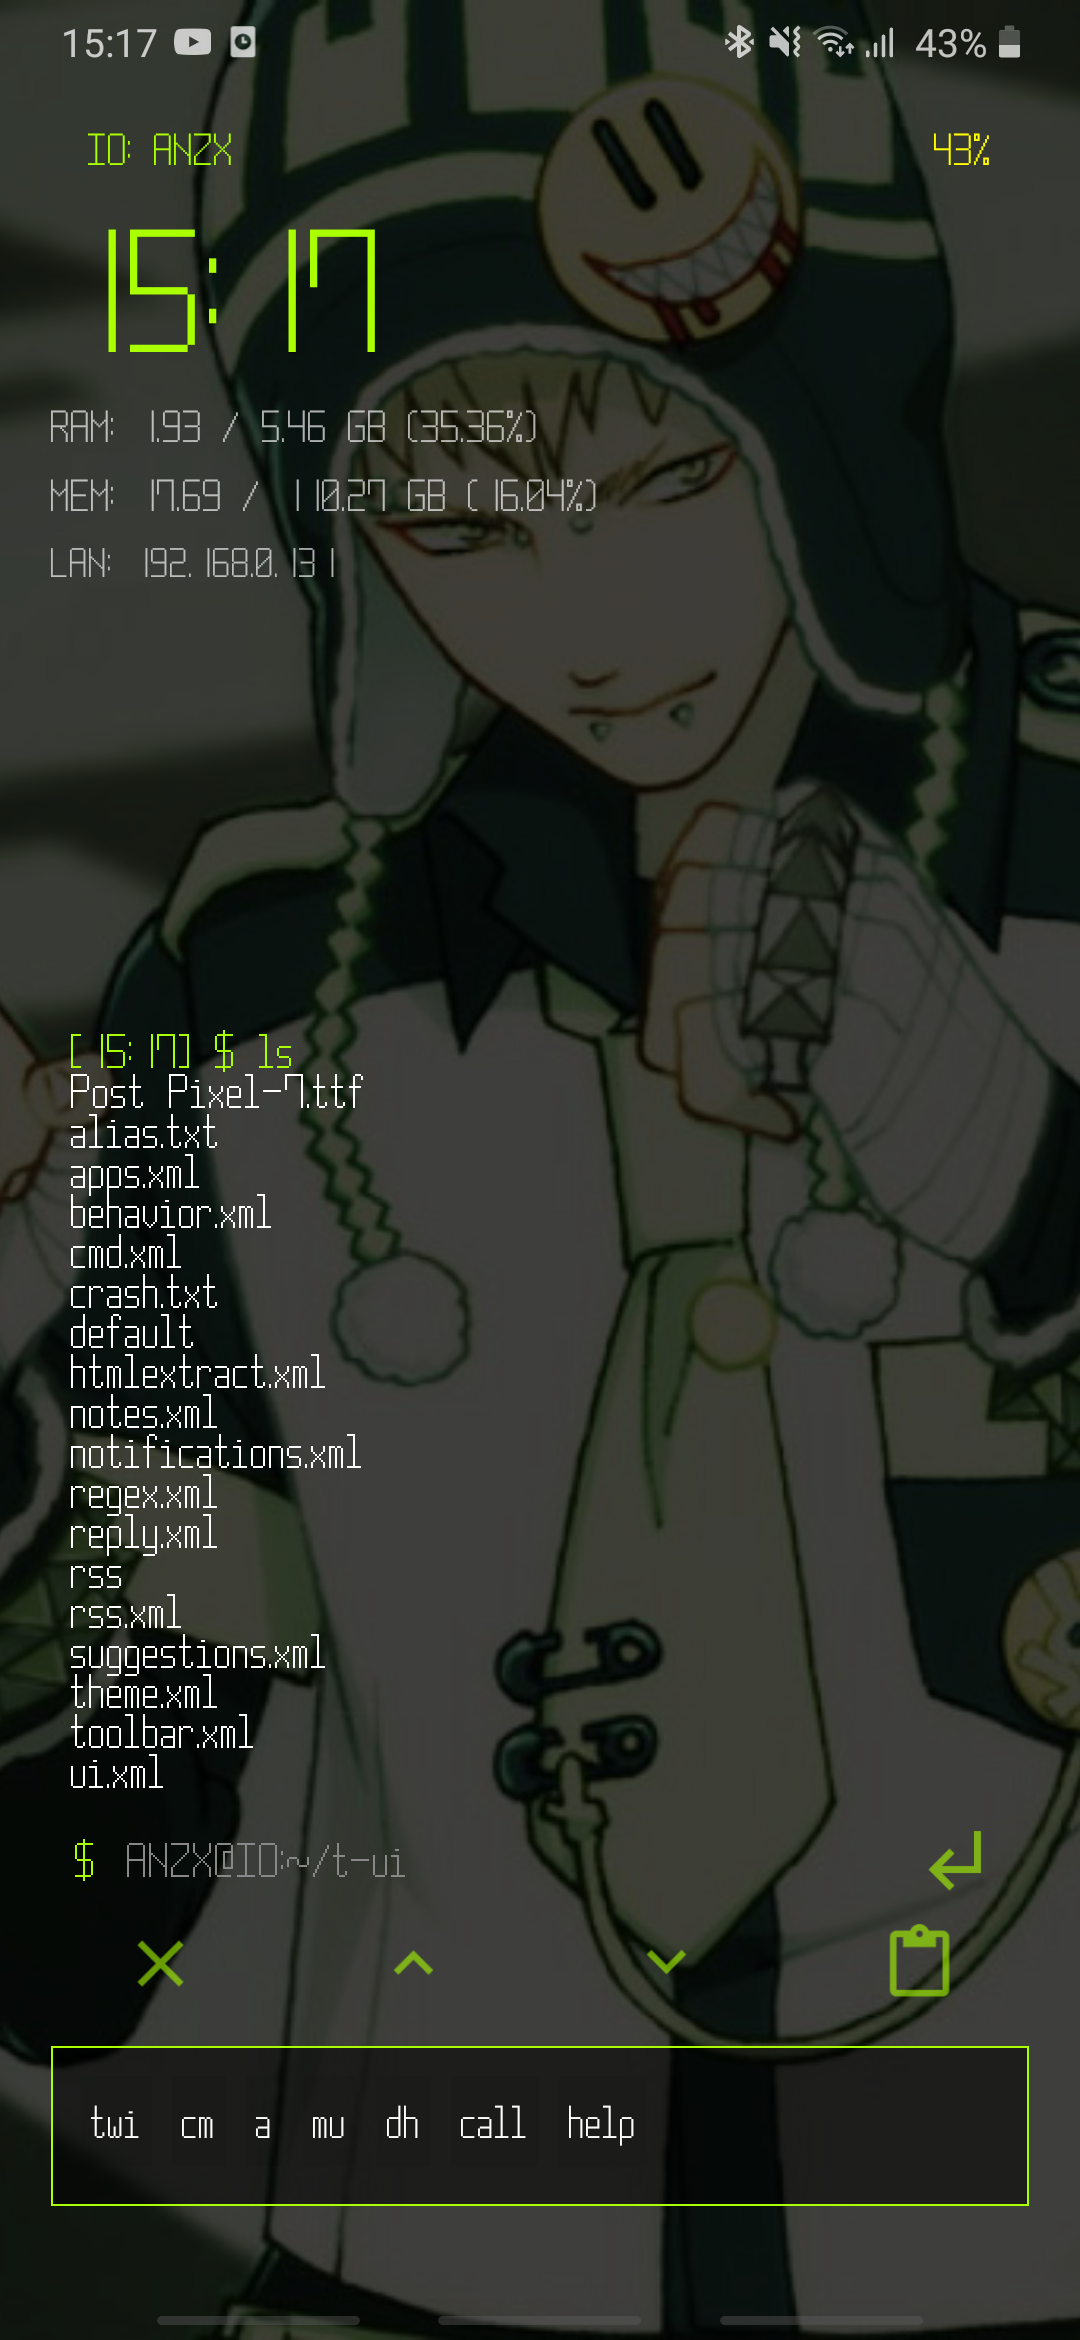 15:17 43%
IO: ANZX 43%
15:17
RAM: 1.93 / 5.46 GB (35.36%)
MEM: 17.69 / 110.27 GB (16.04%)
LAN: 192.168.0.131
[15:17] $ ls
Post Pixel-7.ttf
alias.txt
apps.xml
behavior.xml
cmd.xml
crash.txt
default
htmlextract.xml
notes.xml
notifications.xml
regex.xml
reply.xml
rss
rss.xml
suggestions.xml
theme.xml
toolbar.xml
ui.xml
$ ANZX@IO:~/t-ui
twi cm a mu dh call help